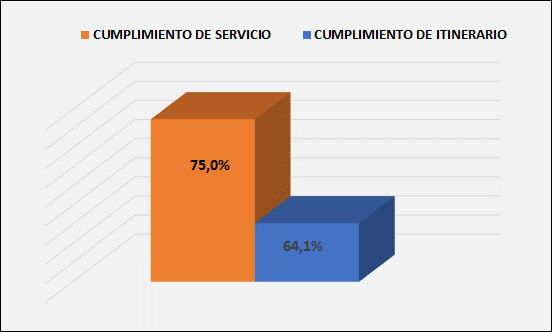 CUMPLIMIENTO DE SERVICIO CUMPLIMIENTO DE ITINERARIO
75,0%
64,1%